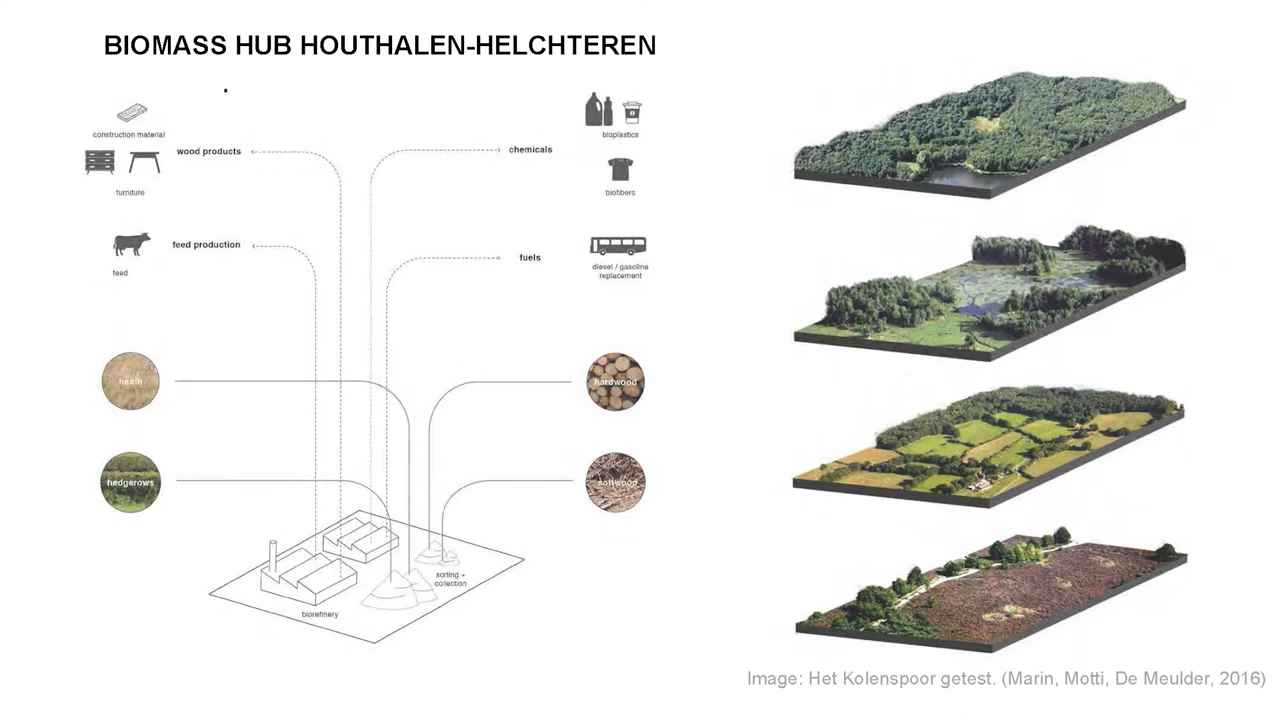 BIOMASS HUB HOUTHALEN-HELCHTEREN
construction material
wood products
furniture
feed production
feed
chemicals
bioplastics
biofibers
fuels
diesel / gasoline
replacement
heath
hardwood
hedgerows
softwood
sorting +
collection
biorefinery
Image: Het Kolenspoor getest. (Marin, Motti, De Meulder, 2016)